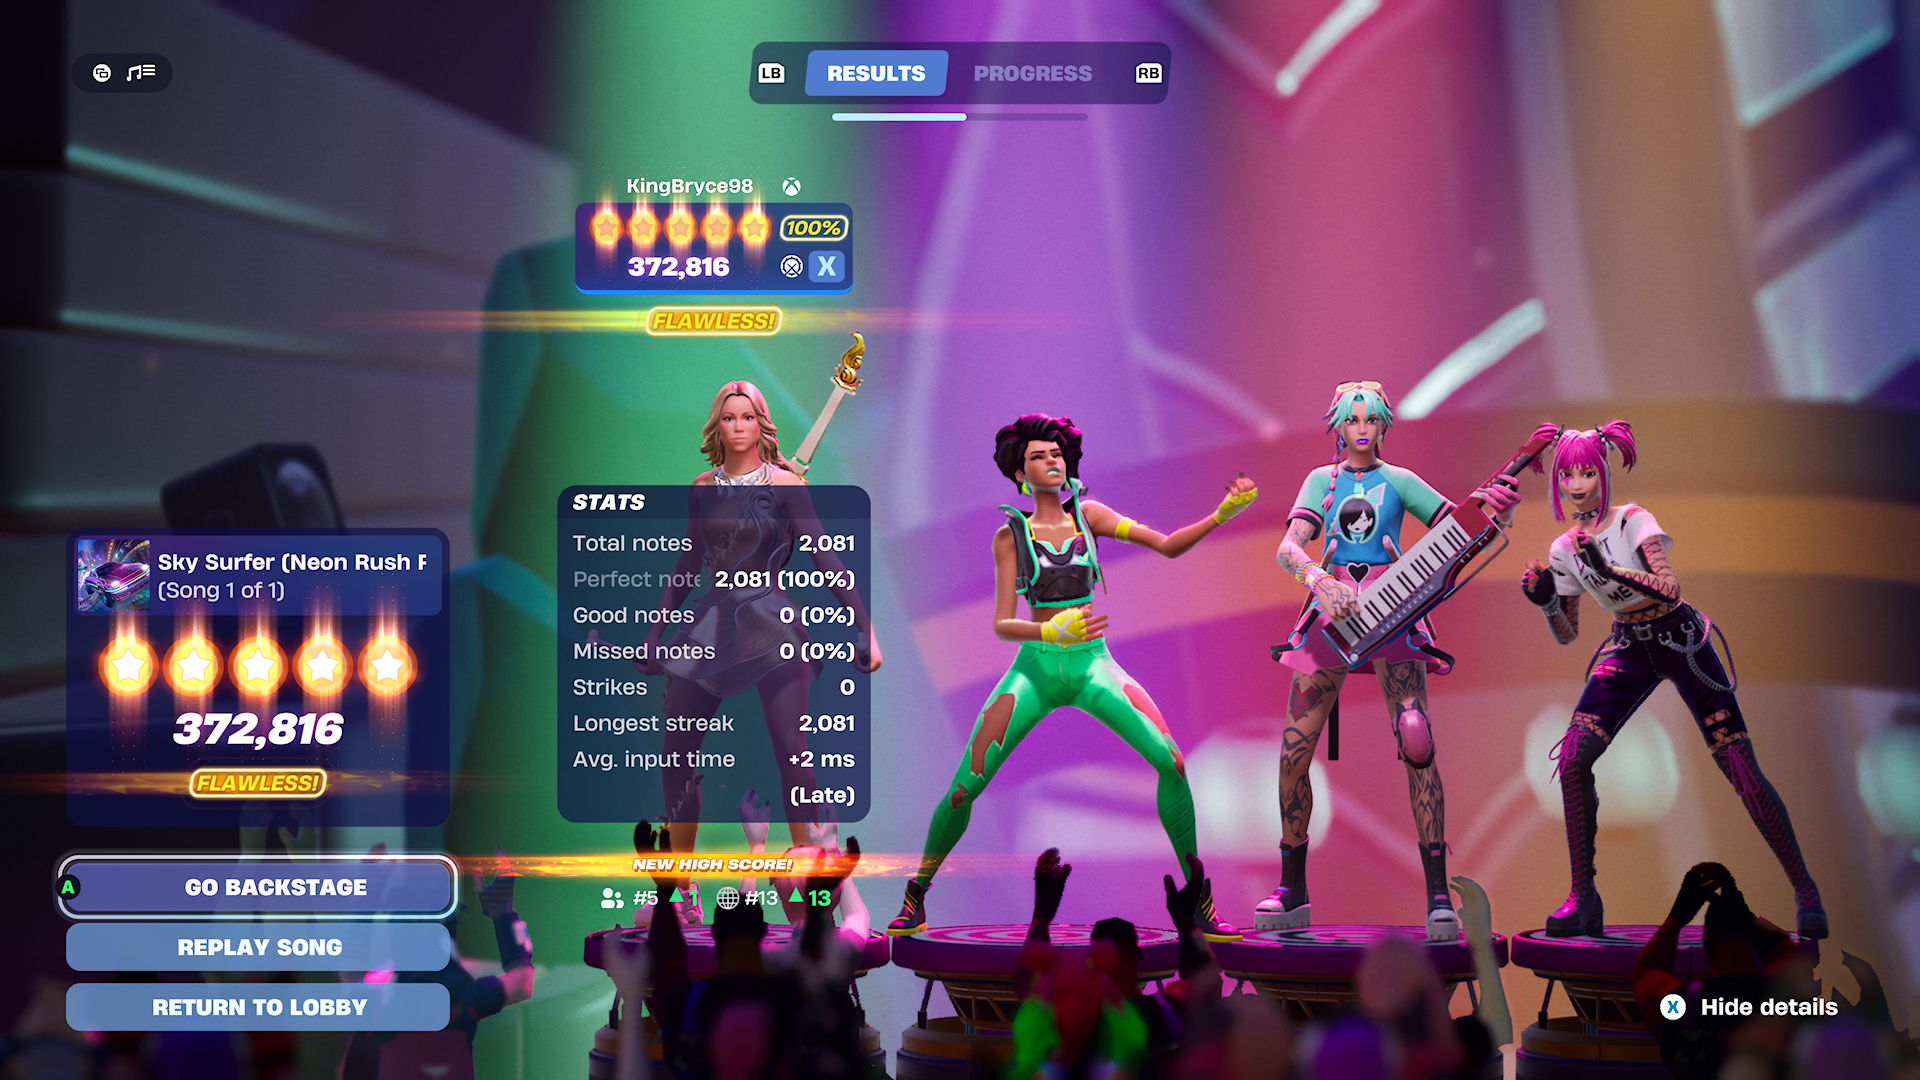 LB
RESULTS
PROGRESS
RB
KingBryce98
100%
372,816
X
FLAWLESS!
STATS
Total notes 2,081
Perfect note 2,081 (100%)
Good notes 0 (0%)
Missed notes 0 (0%)
Strikes 0
Longest streak 2,081
Avg. input time +2 ms
(Late)
NEW HIGH SCORE!
#5 1 #13 13
Sky Surfer (Neon Rush
(Song 1 of 1)
372,816
FLAWLESS!
A GO BACKSTAGE
REPLAY SONG
RETURN TO LOBBY
X Hide details